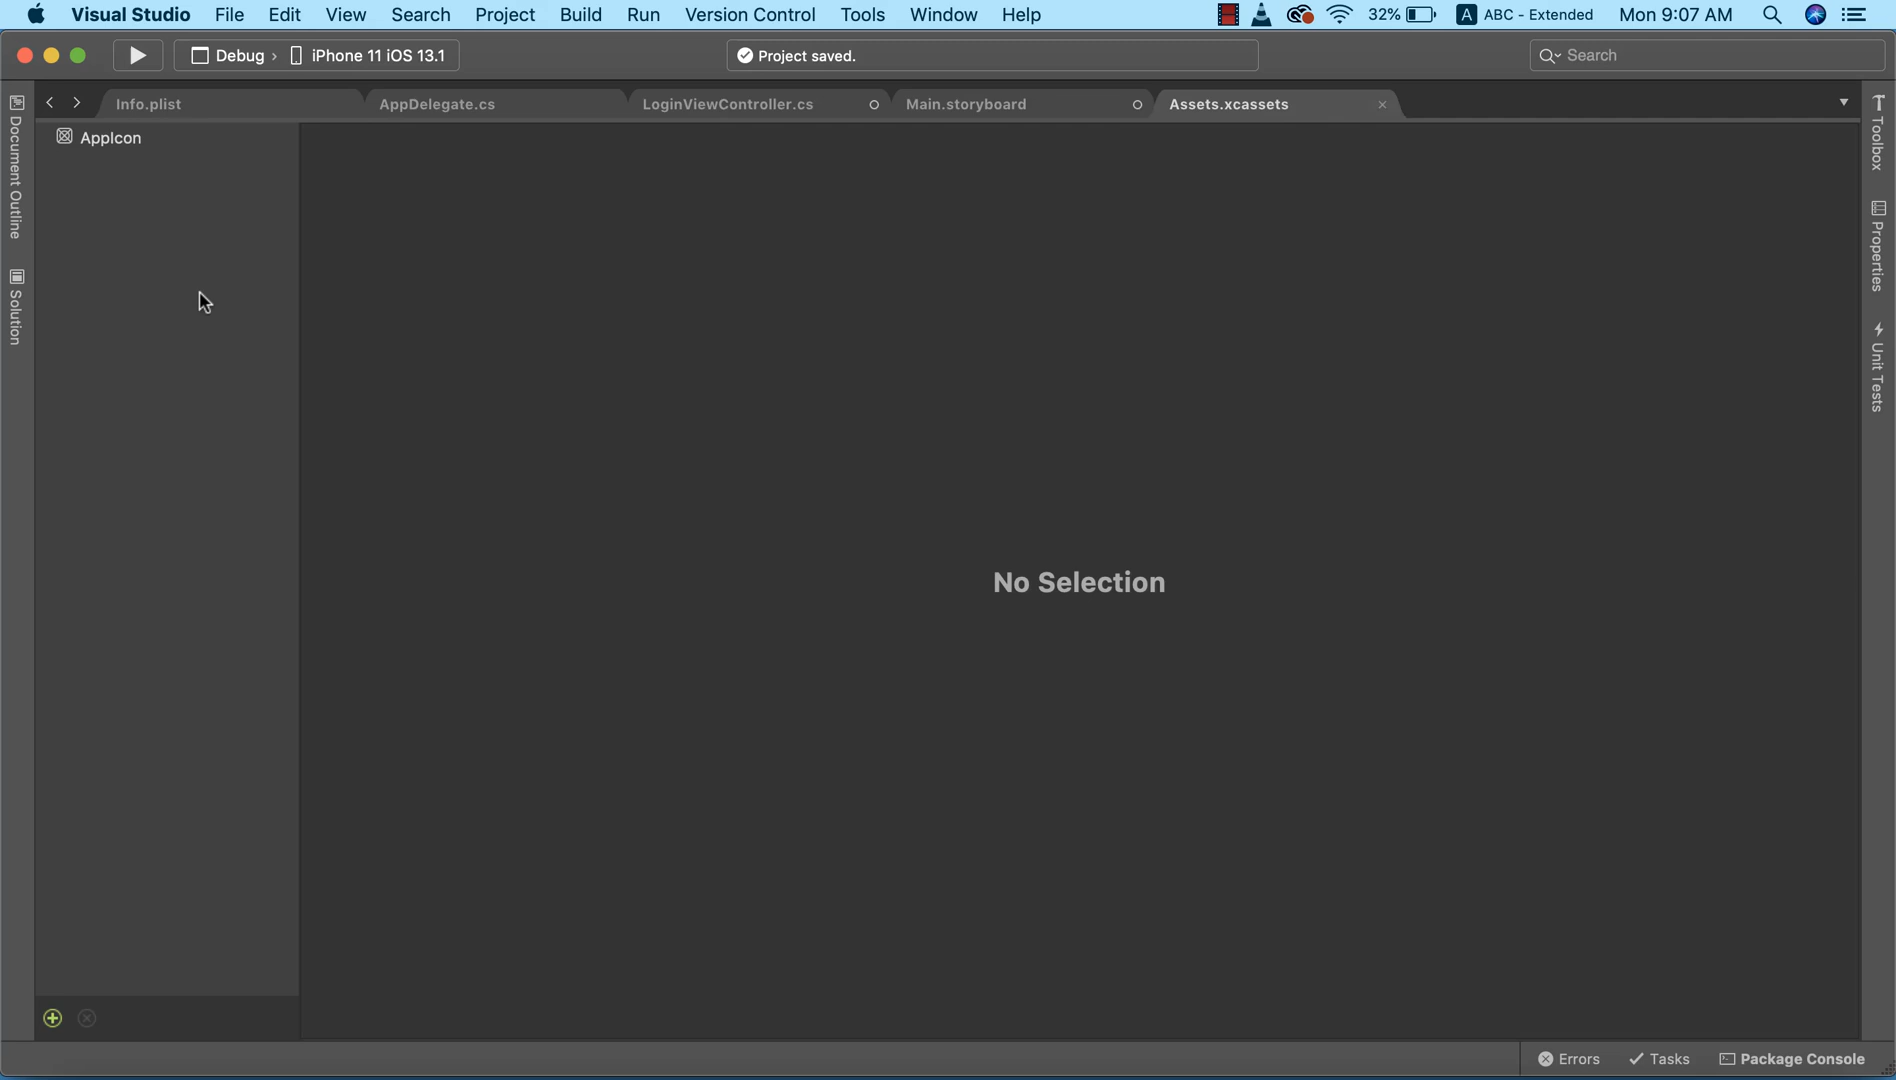 Visual Studio File Edit View Search Project Build Run Version Control Tools Window Help 32% A ABC - Extended Mon 9:07 AM
Debug › iPhone 11 iOS 13.1 Project saved. Search
Info.plist AppDelegate.cs LoginViewController.cs Main.storyboard Assets.xcassets
Document Outline
Solution
AppIcon
No Selection
Toolbox
Properties
Unit Tests
Errors Tasks Package Console